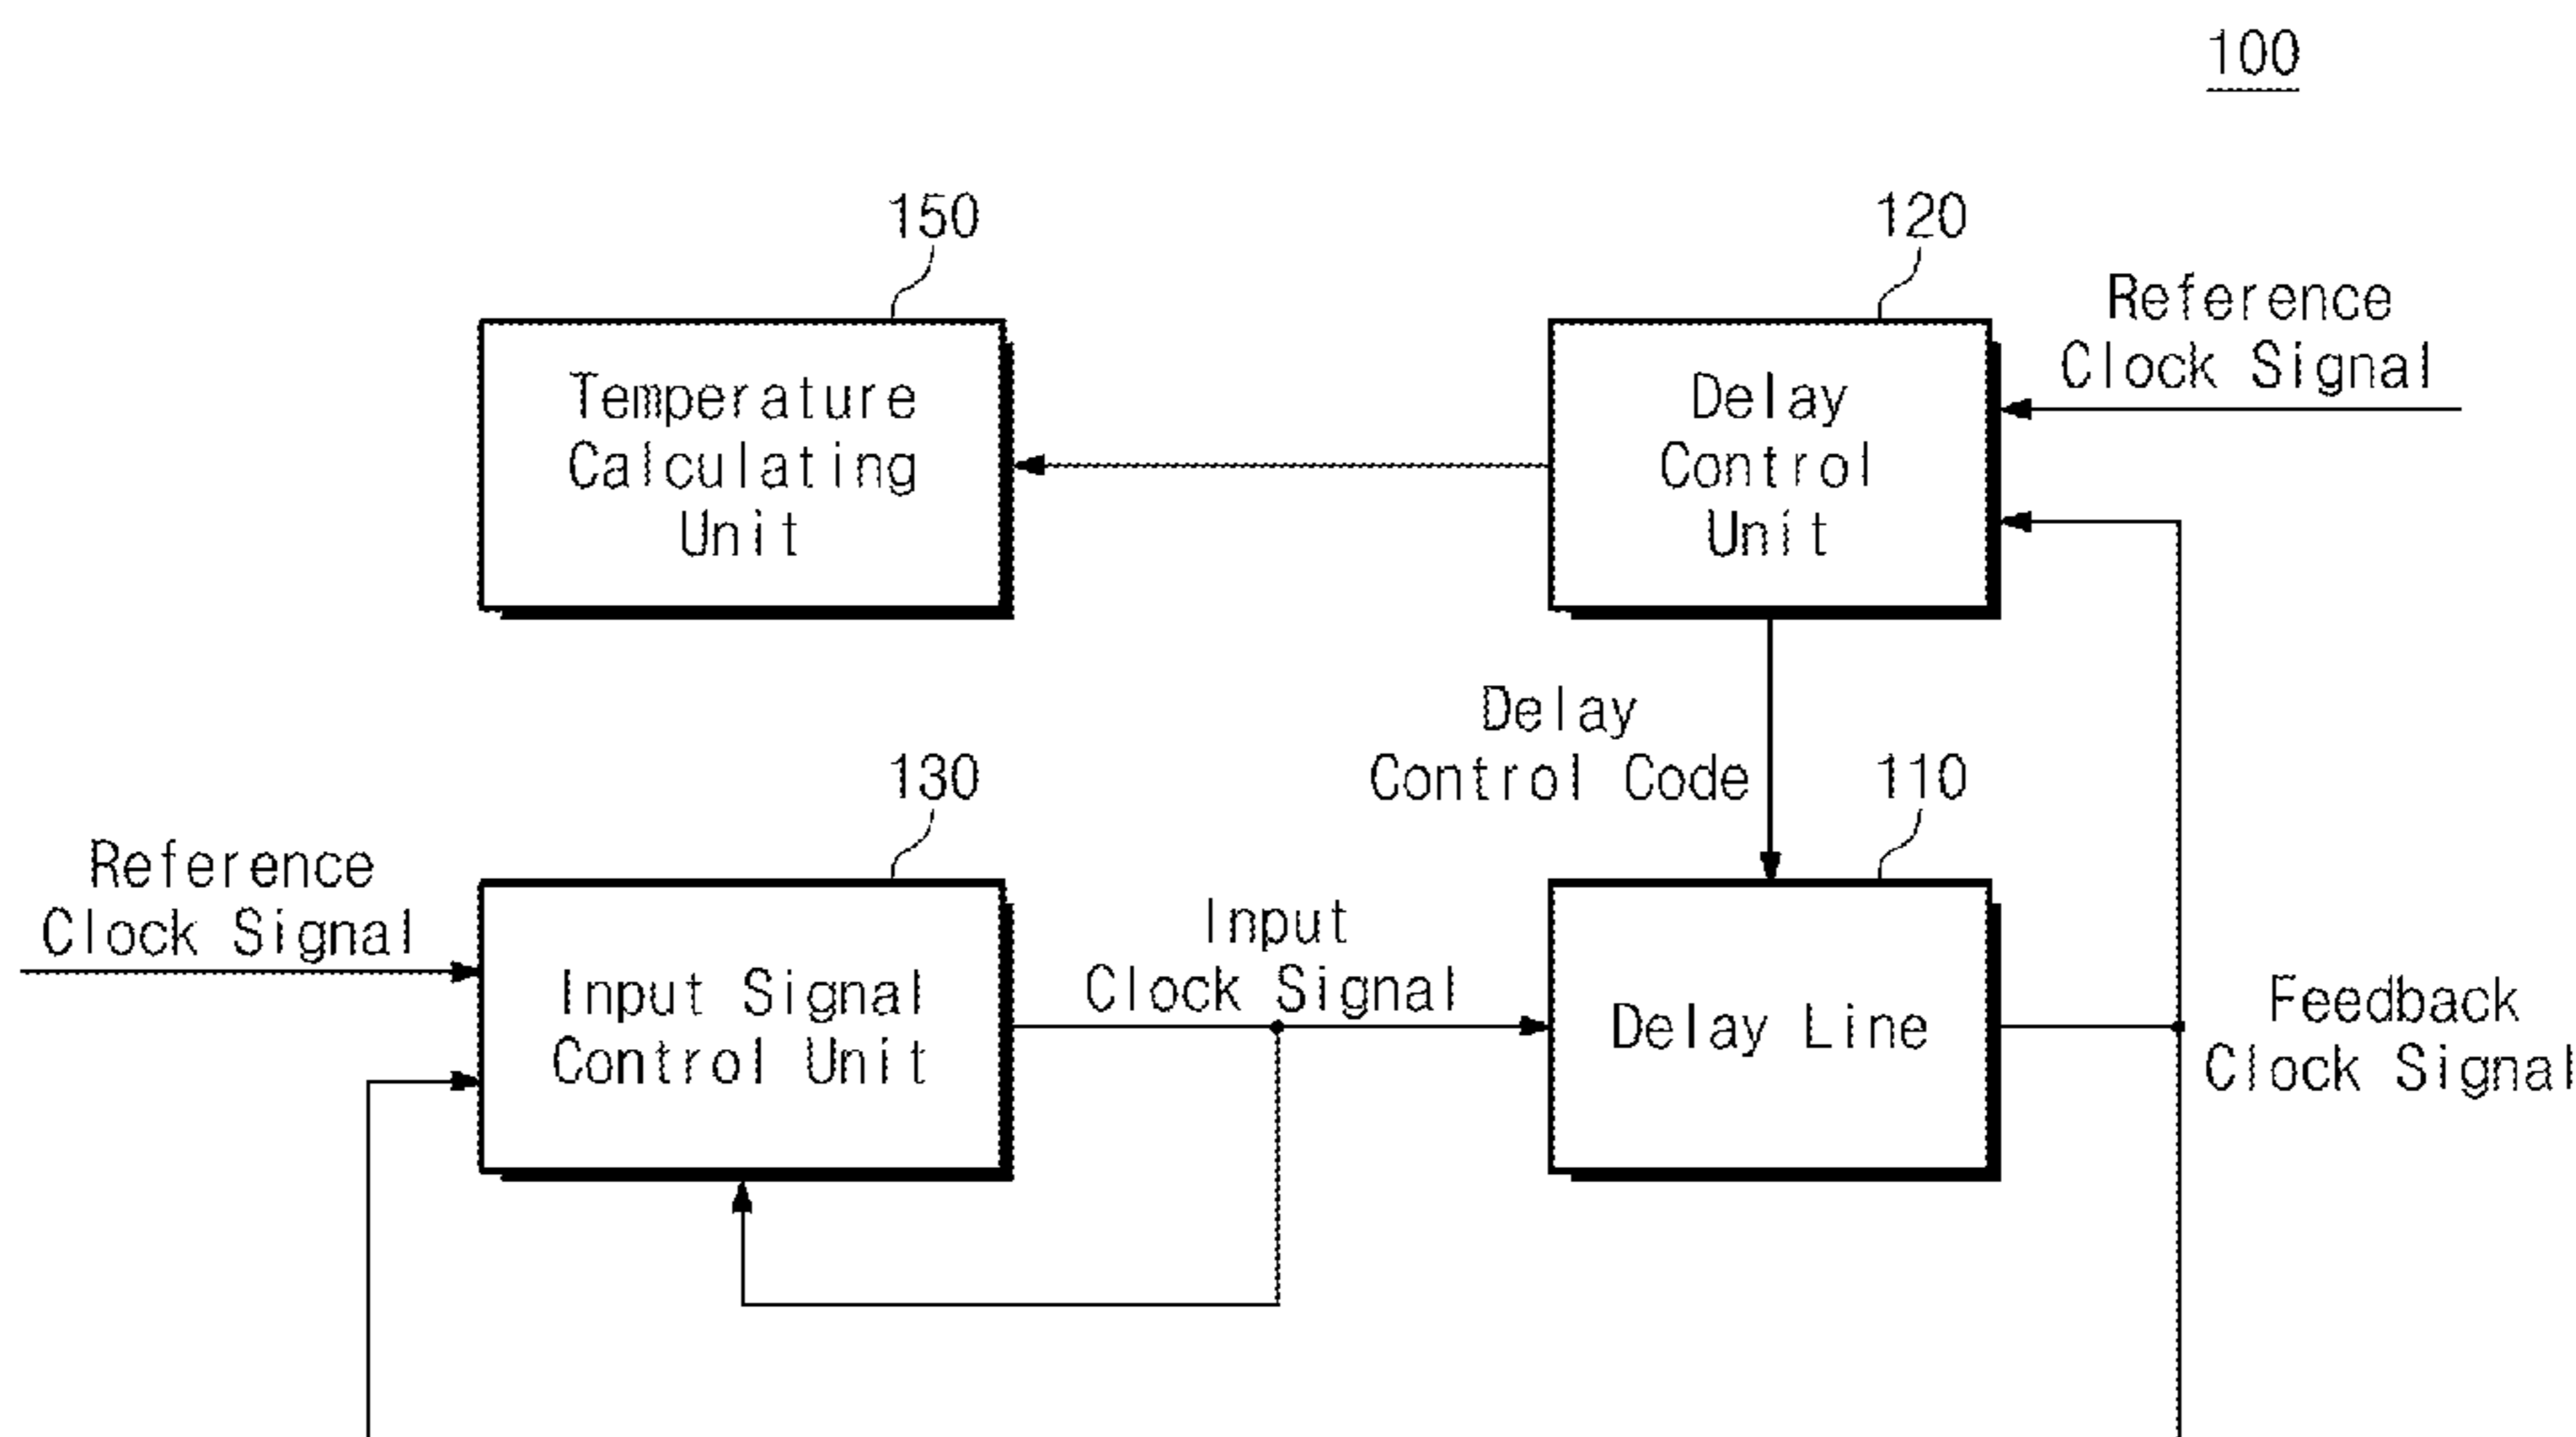 100
150
120
Reference
Clock Signal
Temperature
Calculating
Unit
Delay
Control
Unit
Delay
Control Code
130
110
Reference
Clock Signal
Input Signal
Control Unit
Input
Clock Signal
Delay Line
Feedback
Clock Signal